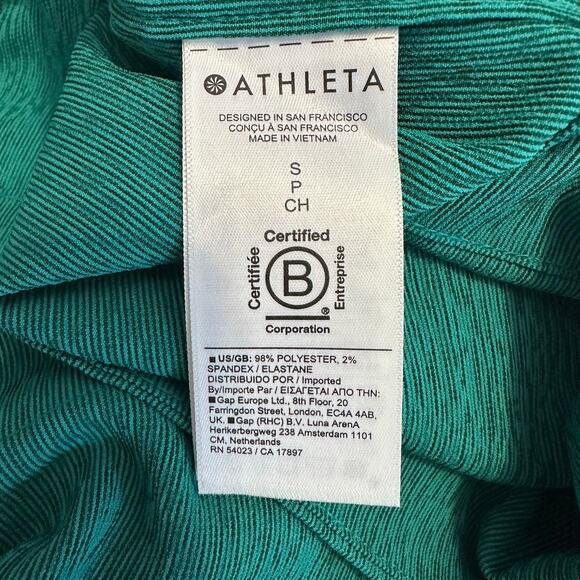 ATHLETA
DESIGNED IN SAN FRANCISCO
CONÇU À SAN FRANCISCO
MADE IN VIETNAM
S
P
CH
Certified
Certifiée
B
Entreprise
®
Corporation
■ US/GB: 98% POLYESTER, 2%
SPANDEX / ELASTANE
DISTRIBUIDO POR / Imported
By/Importe Par / ΕΙΣΑΓΕΤΑΙ ΑΠΟ ΤΗΝ:
■ Gap Europe Ltd., 8th Floor, 20
Farringdon Street, London, EC4A 4AB,
UK. ■ Gap (RHC) B.V. Luna ArenA
Herikerbergweg 238 Amsterdam 1101
CM, Netherlands
RN 54023 / CA 17897